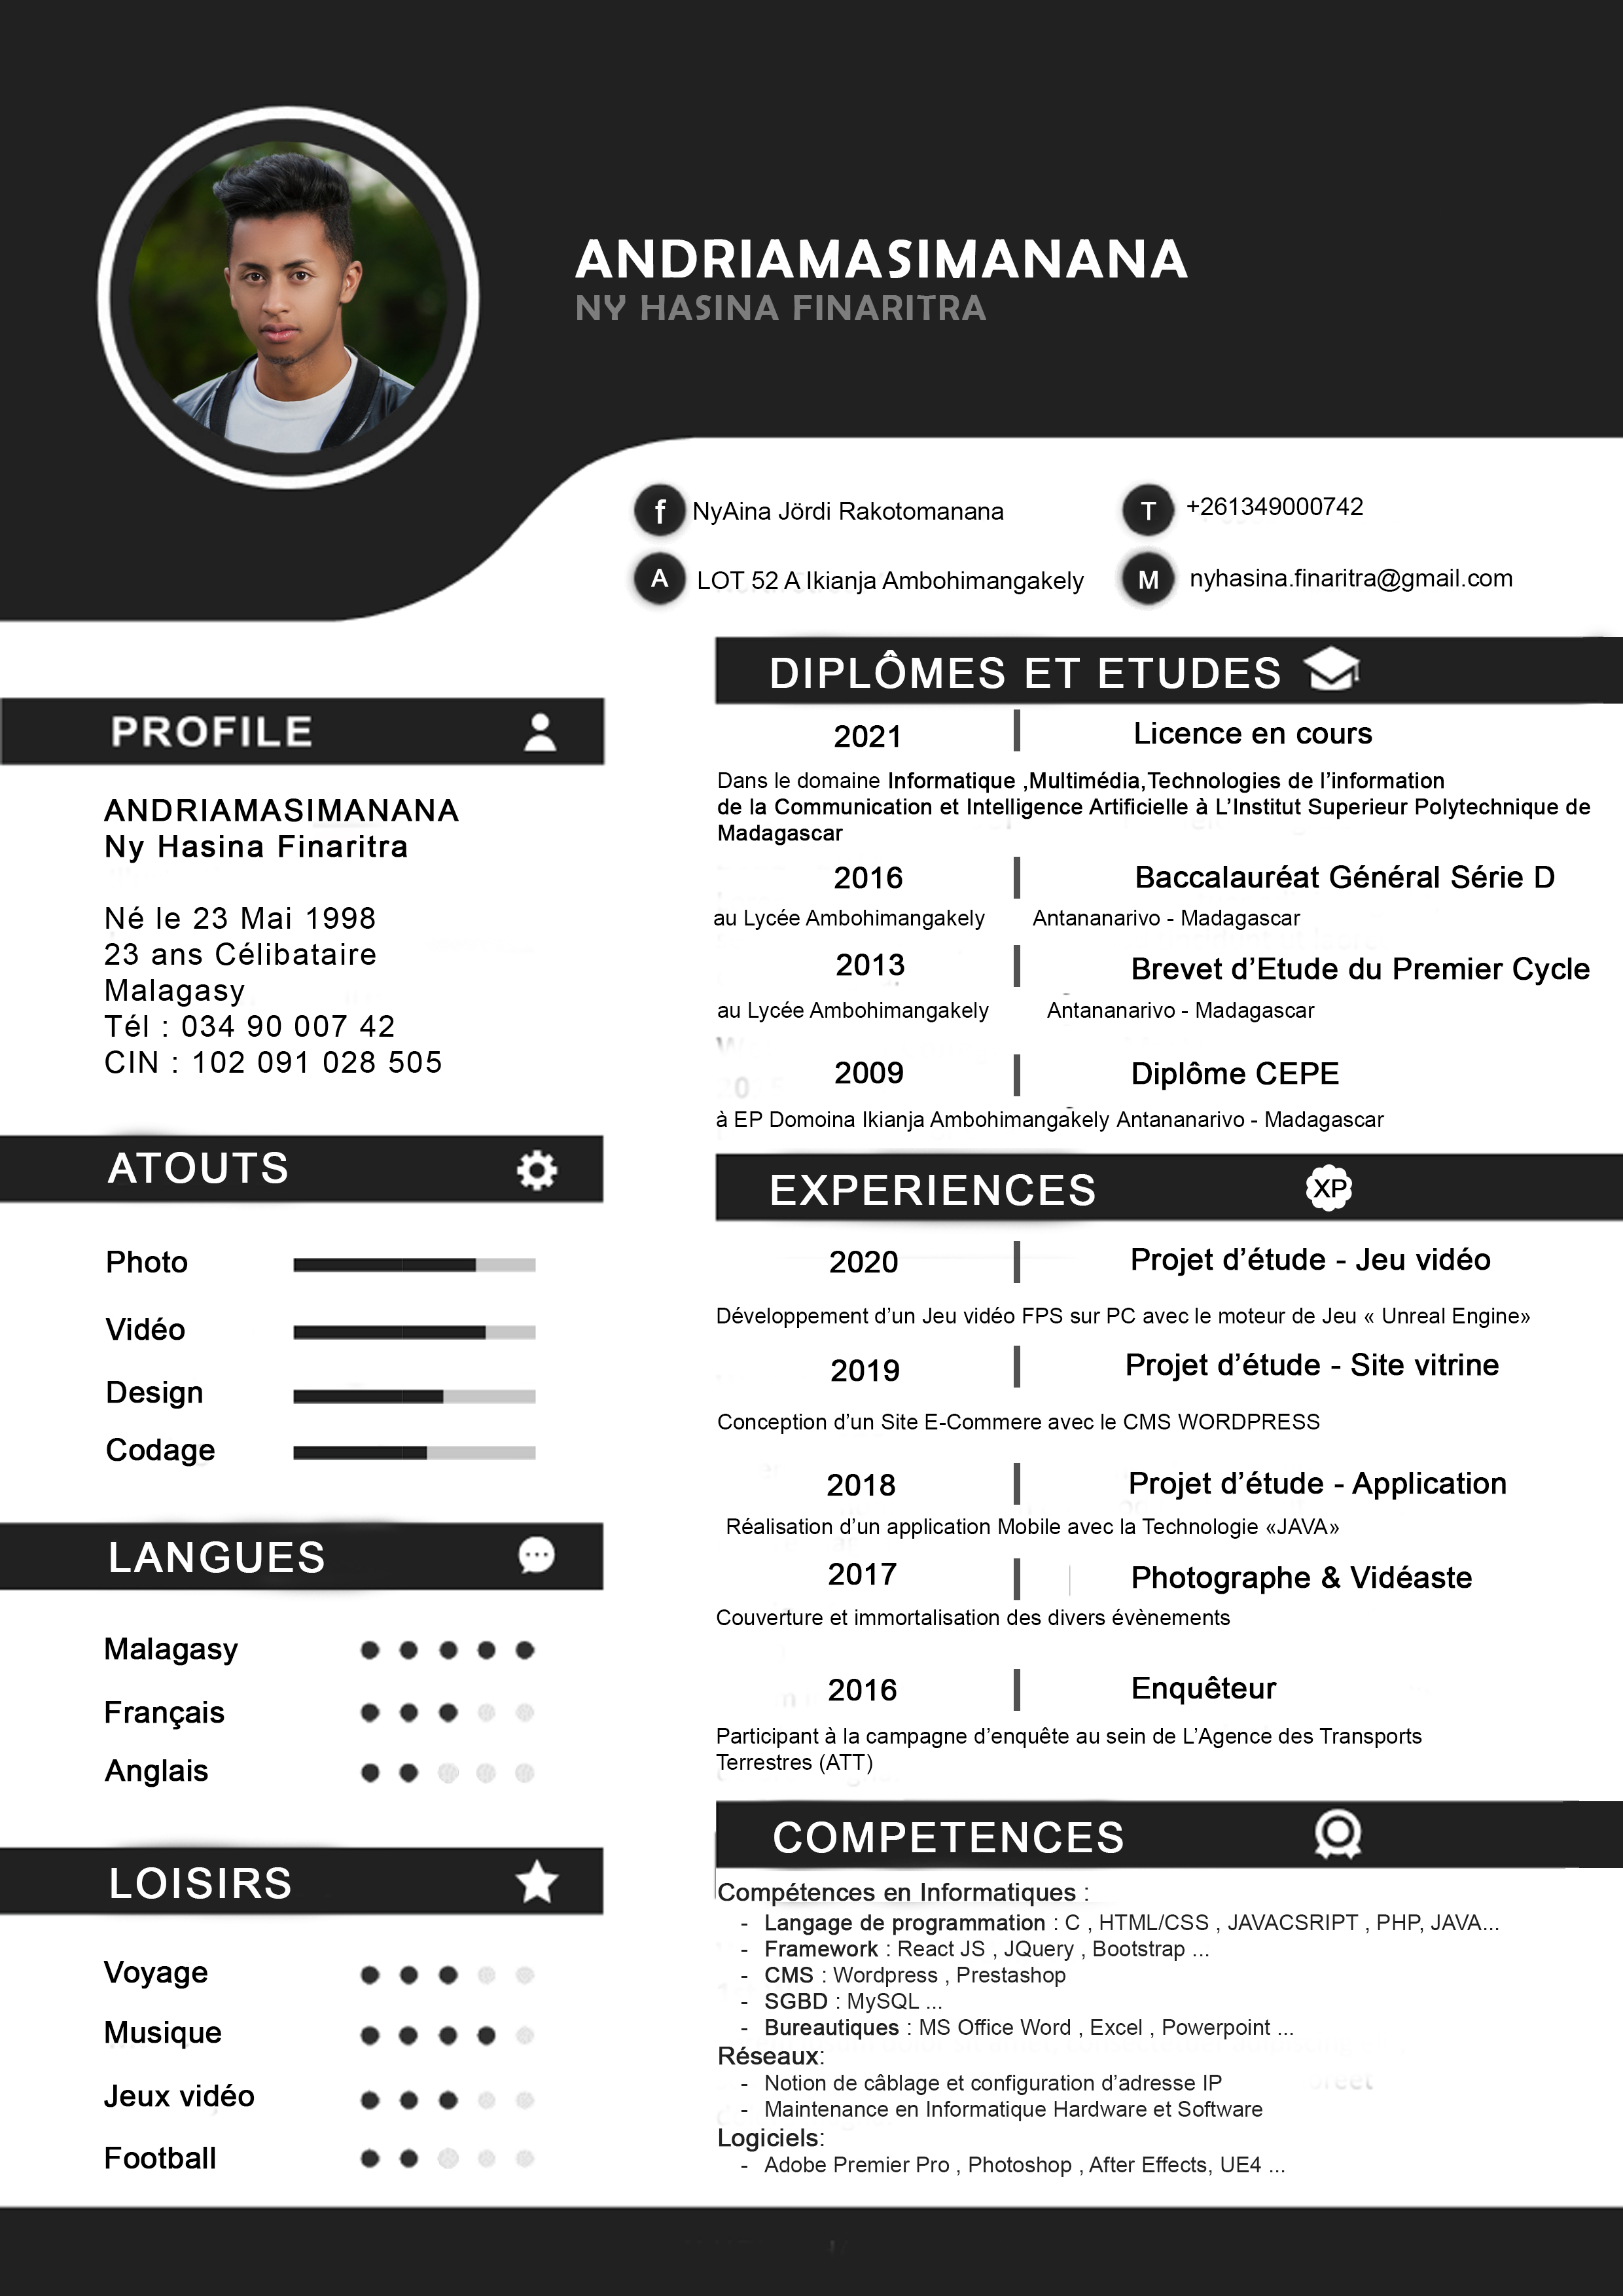 ANDRIAMASIMANANA
NY HASINA FINARITRA
f NyAina Jördi Rakotomanana
T +261349000742
A LOT 52 A Ikianja Ambohimangakely
M nyhasina.finaritra@gmail.com
PROFILE
ANDRIAMASIMANANA
Ny Hasina Finaritra
Né le 23 Mai 1998
23 ans Célibataire
Malagasy
Tél : 034 90 007 42
CIN : 102 091 028 505
ATOUTS
Photo
Vidéo
Design
Codage
LANGUES
Malagasy
Français
Anglais
LOISIRS
Voyage
Musique
Jeux vidéo
Football
DIPLÔMES ET ETUDES
2021 Licence en cours
Dans le domaine Informatique ,Multimédia,Technologies de l’information
de la Communication et Intelligence Artificielle à L’Institut Superieur Polytechnique de
Madagascar
2016 Baccalauréat Général Série D
au Lycée Ambohimangakely Antananarivo - Madagascar
2013 Brevet d’Etude du Premier Cycle
au Lycée Ambohimangakely Antananarivo - Madagascar
2009 Diplôme CEPE
à EP Domoina Ikianja Ambohimangakely Antananarivo - Madagascar
EXPERIENCES XP
2020 Projet d’étude - Jeu vidéo
Développement d’un Jeu vidéo FPS sur PC avec le moteur de Jeu « Unreal Engine»
2019 Projet d’étude - Site vitrine
Conception d’un Site E-Commere avec le CMS WORDPRESS
2018 Projet d’étude - Application
Réalisation d’un application Mobile avec la Technologie «JAVA»
2017 Photographe & Vidéaste
Couverture et immortalisation des divers évènements
2016 Enquêteur
Participant à la campagne d’enquête au sein de L’Agence des Transports
Terrestres (ATT)
COMPETENCES
Compétences en Informatiques :
- Langage de programmation : C , HTML/CSS , JAVACSRIPT , PHP, JAVA...
- Framework : React JS , JQuery , Bootstrap ...
- CMS : Wordpress , Prestashop
- SGBD : MySQL ...
- Bureautiques : MS Office Word , Excel , Powerpoint ...
Réseaux:
- Notion de câblage et configuration d’adresse IP
- Maintenance en Informatique Hardware et Software
Logiciels:
- Adobe Premier Pro , Photoshop , After Effects, UE4 ...